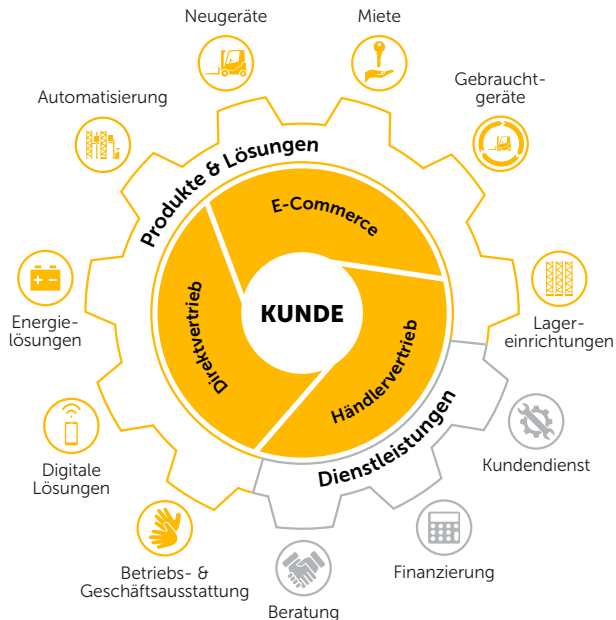 Neugeräte
Miete
Automatisierung
Gebraucht-
geräte
Produkte & Lösungen
E-Commerce
KUNDE
Direktvertrieb
Händlervertrieb
Energie-
lösungen
Lager-
einrichtungen
Dienstleistungen
Digitale
Lösungen
Kundendienst
Betriebs- &
Geschäftsausstattung
Finanzierung
Beratung